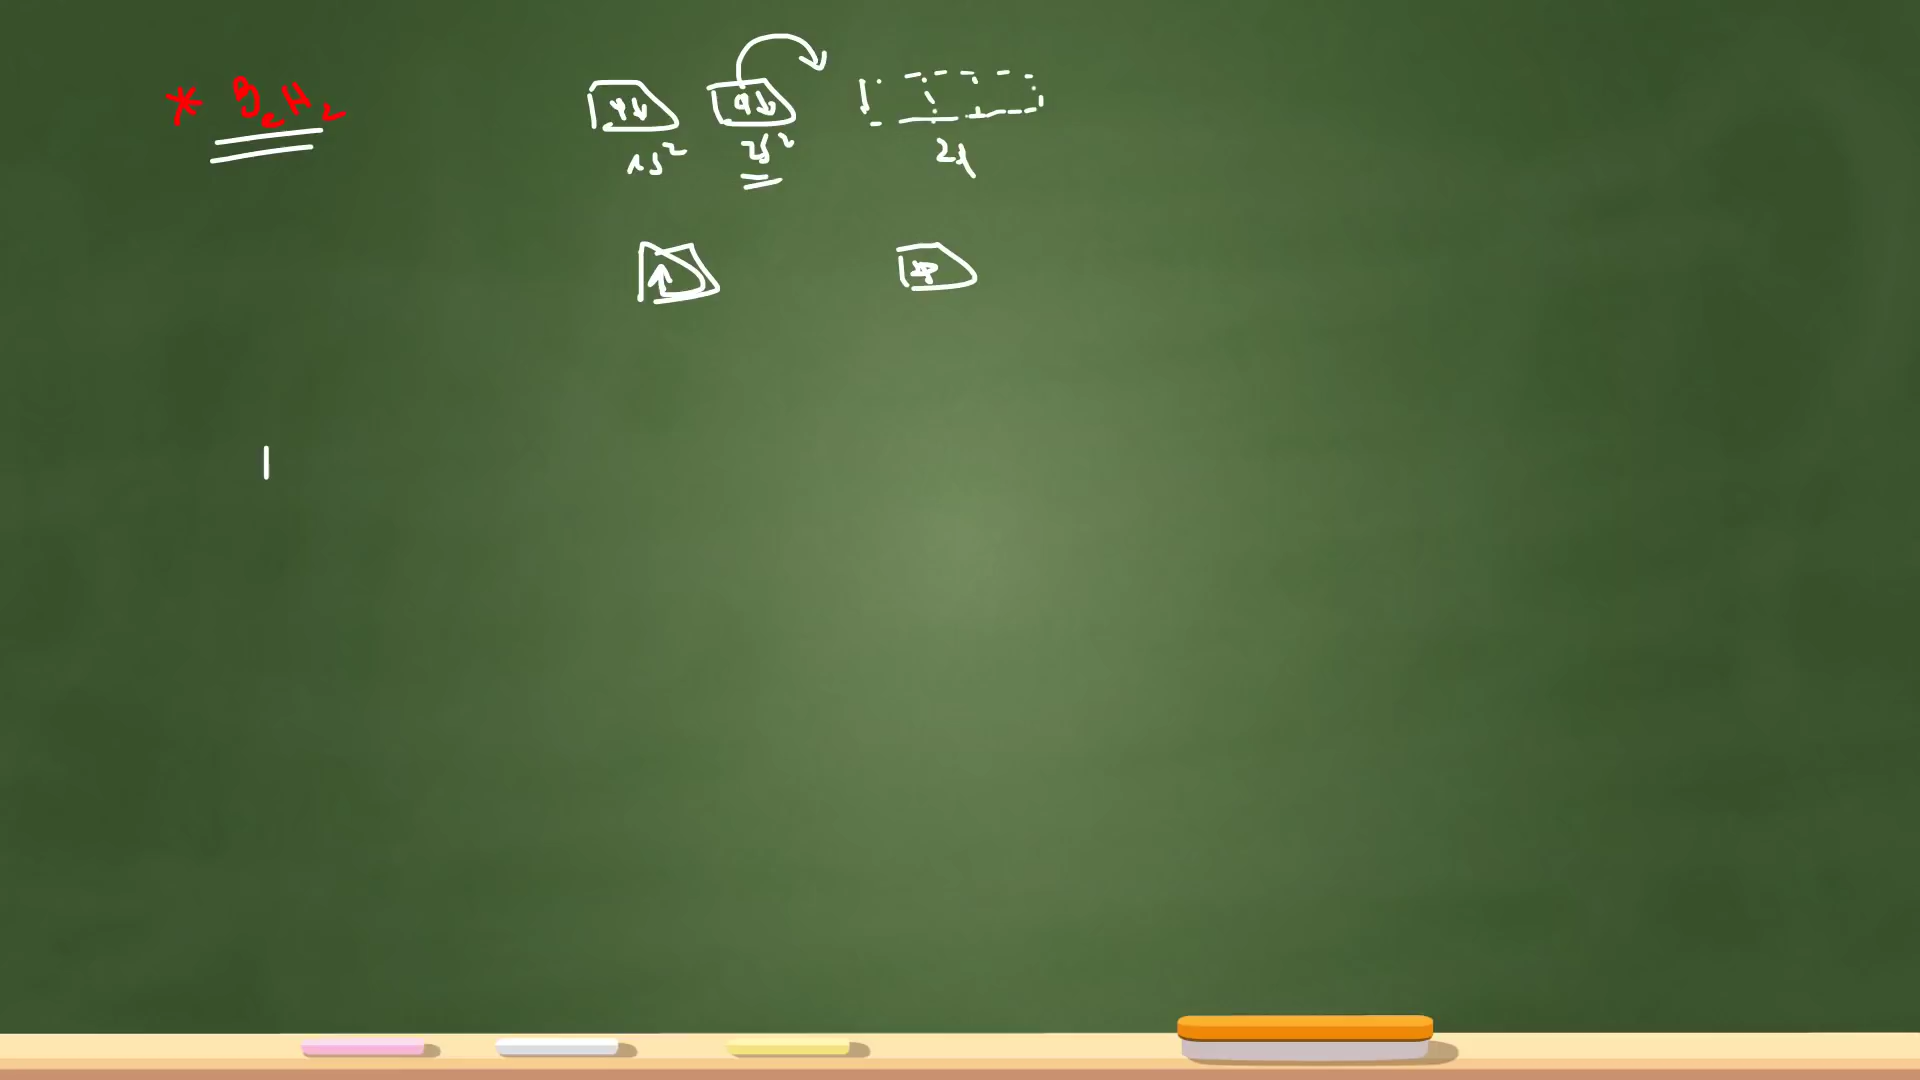 * BeH2
↑↓ ↑↓
1s² 2s² 2p
↑ ↑